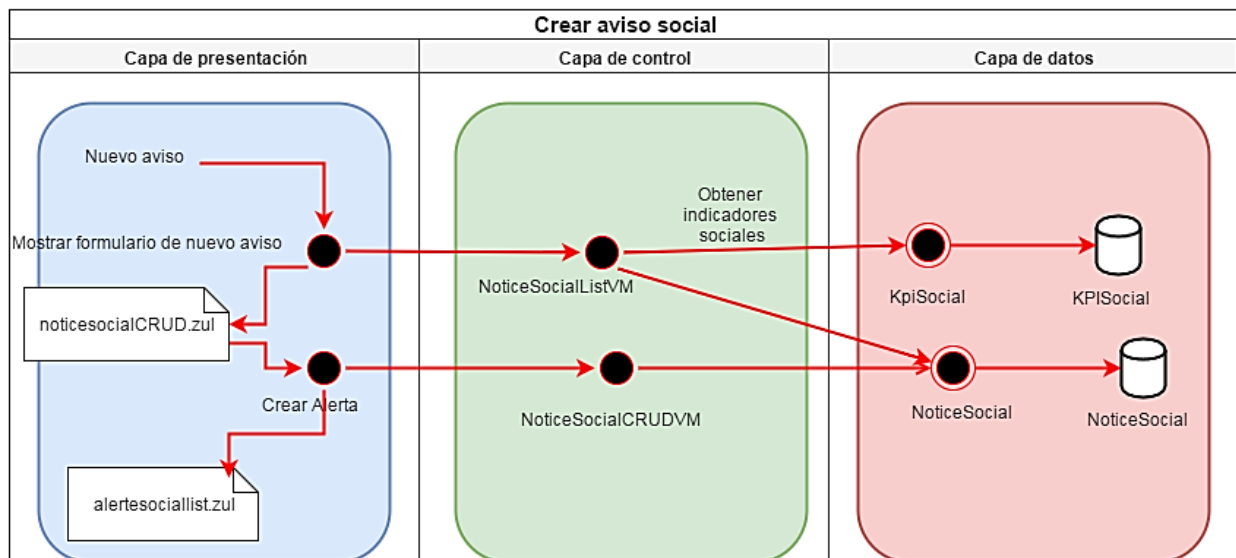 Crear aviso social
Capa de presentación
Capa de control
Capa de datos
Nuevo aviso
Mostrar formulario de nuevo aviso
noticesocialCRUD.zul
Crear Alerta
alertesociallist.zul
Obtener
indicadores
sociales
NoticeSocialListVM
NoticeSocialCRUDVM
KpiSocial
KPISocial
NoticeSocial
NoticeSocial